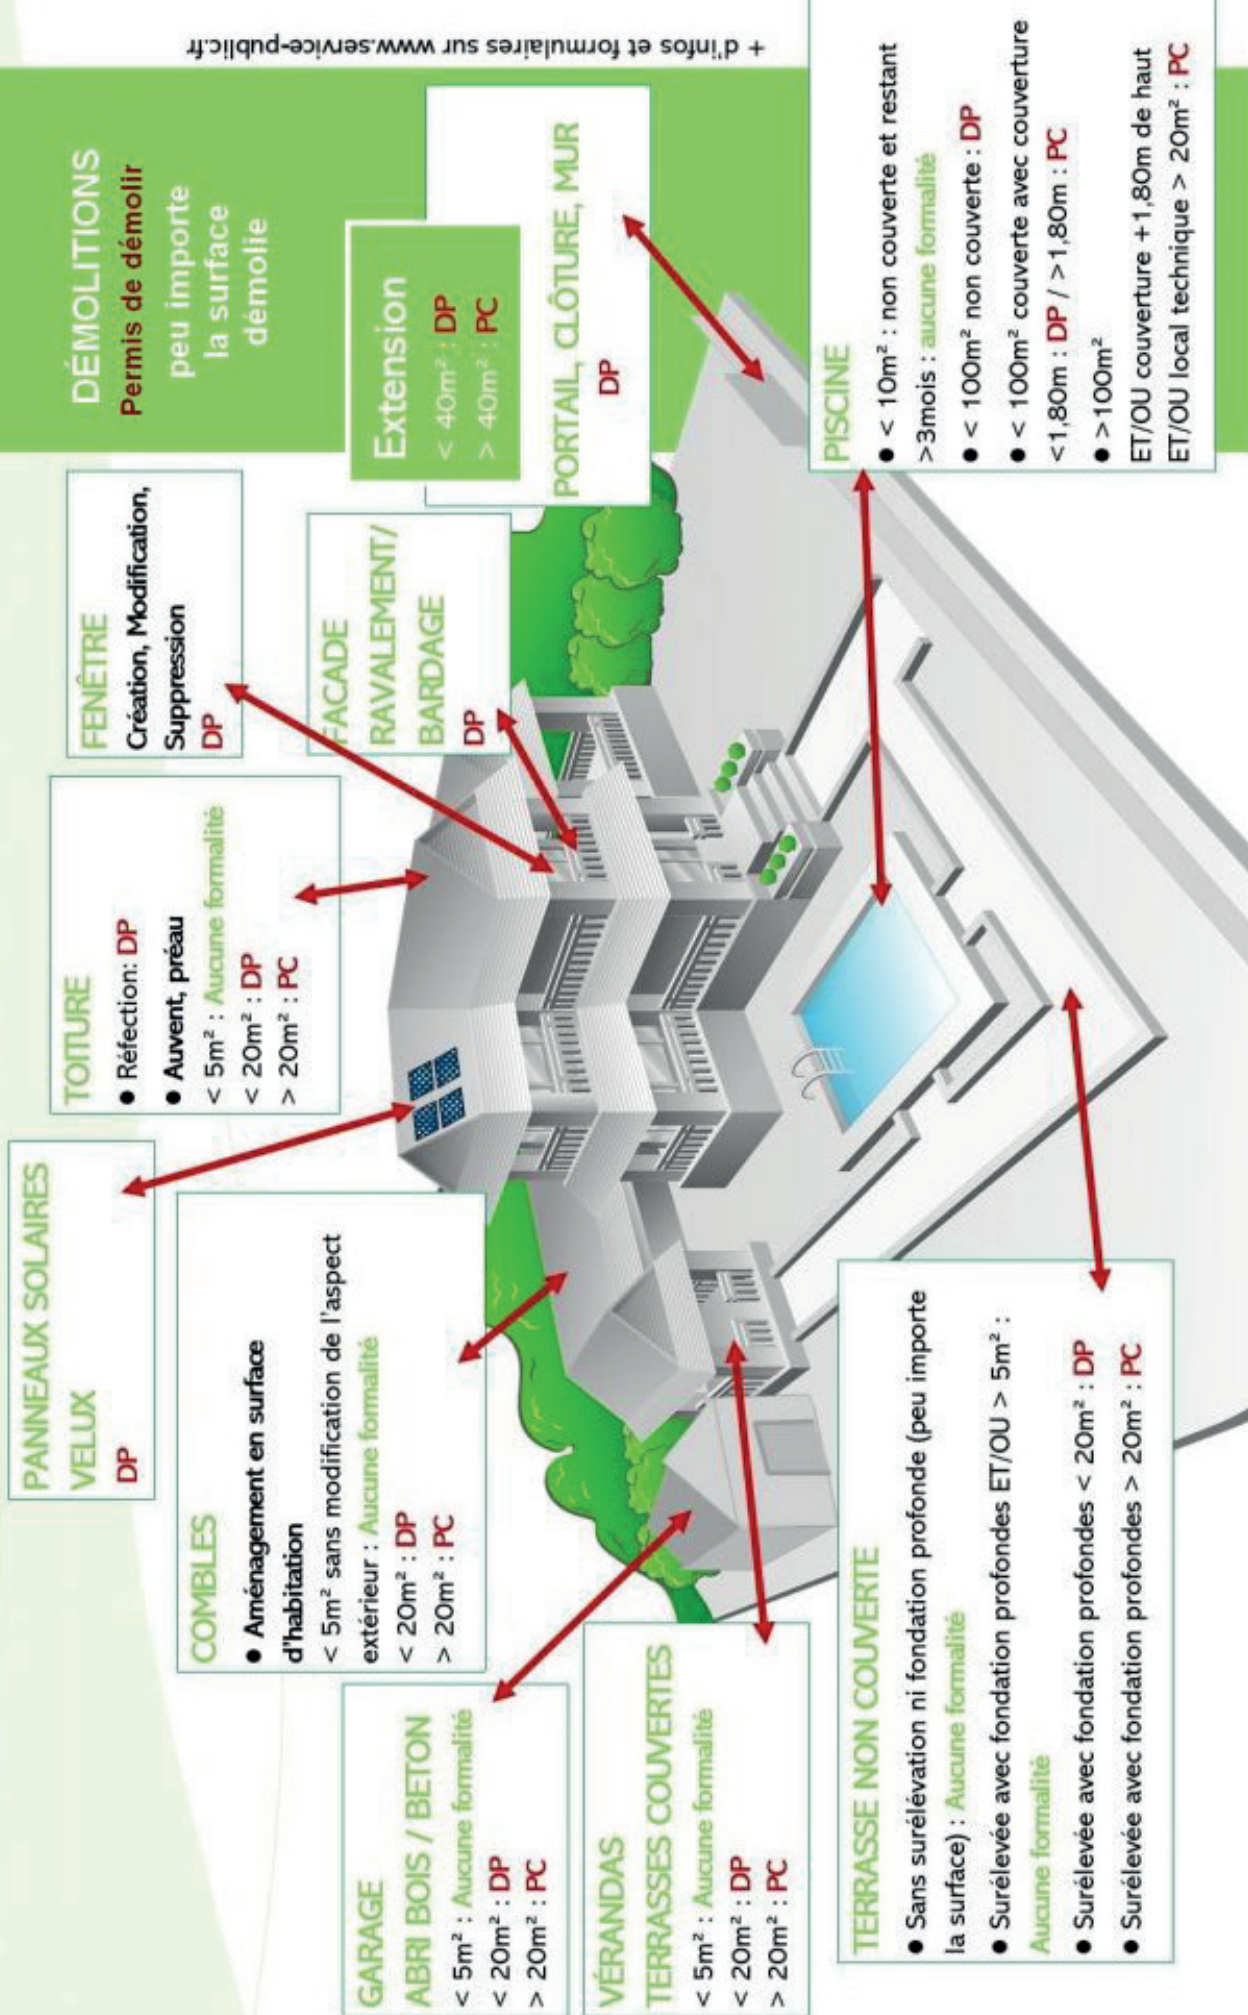 PANNEAUX SOLAIRES
VELUX
DP
TOITURE
● Réfection: DP
● Auvent, préau
< 5m² : Aucune formalité
< 20m² : DP
> 20m² : PC
FENÊTRE
Création, Modification,
Suppression
DP
DÉMOLITIONS
Permis de démolir
peu importe
la surface
démolie
COMBLES
● Aménagement en surface
d'habitation
< 5m² sans modification de l'aspect
extérieur : Aucune formalité
< 20m² : DP
> 20m² : PC
FACADE
RAVALEMENT/
BARDAGE
DP
Extension
< 40m² : DP
> 40m² : PC
PORTAIL, CLÔTURE, MUR
DP
GARAGE
ABRI BOIS / BETON
< 5m² : Aucune formalité
< 20m² : DP
> 20m² : PC
VÉRANDAS
TERRASSES COUVERTES
< 5m² : Aucune formalité
< 20m² : DP
> 20m² : PC
TERRASSE NON COUVERTE
● Sans surélévation ni fondation profonde (peu importe
la surface) : Aucune formalité
● Surélevée avec fondation profondes ET/OU > 5m² :
Aucune formalité
● Surélevée avec fondation profondes < 20m² : DP
● Surélevée avec fondation profondes > 20m² : PC
PISCINE
● < 10m² : non couverte et restant
>3mois : aucune formalité
● < 100m² non couverte : DP
● < 100m² couverte avec couverture
<1,80m : DP / >1,80m : PC
● >100m²
ET/OU couverture +1,80m de haut
ET/OU local technique > 20m² : PC
+ d'infos et formulaires sur www.service-public.fr